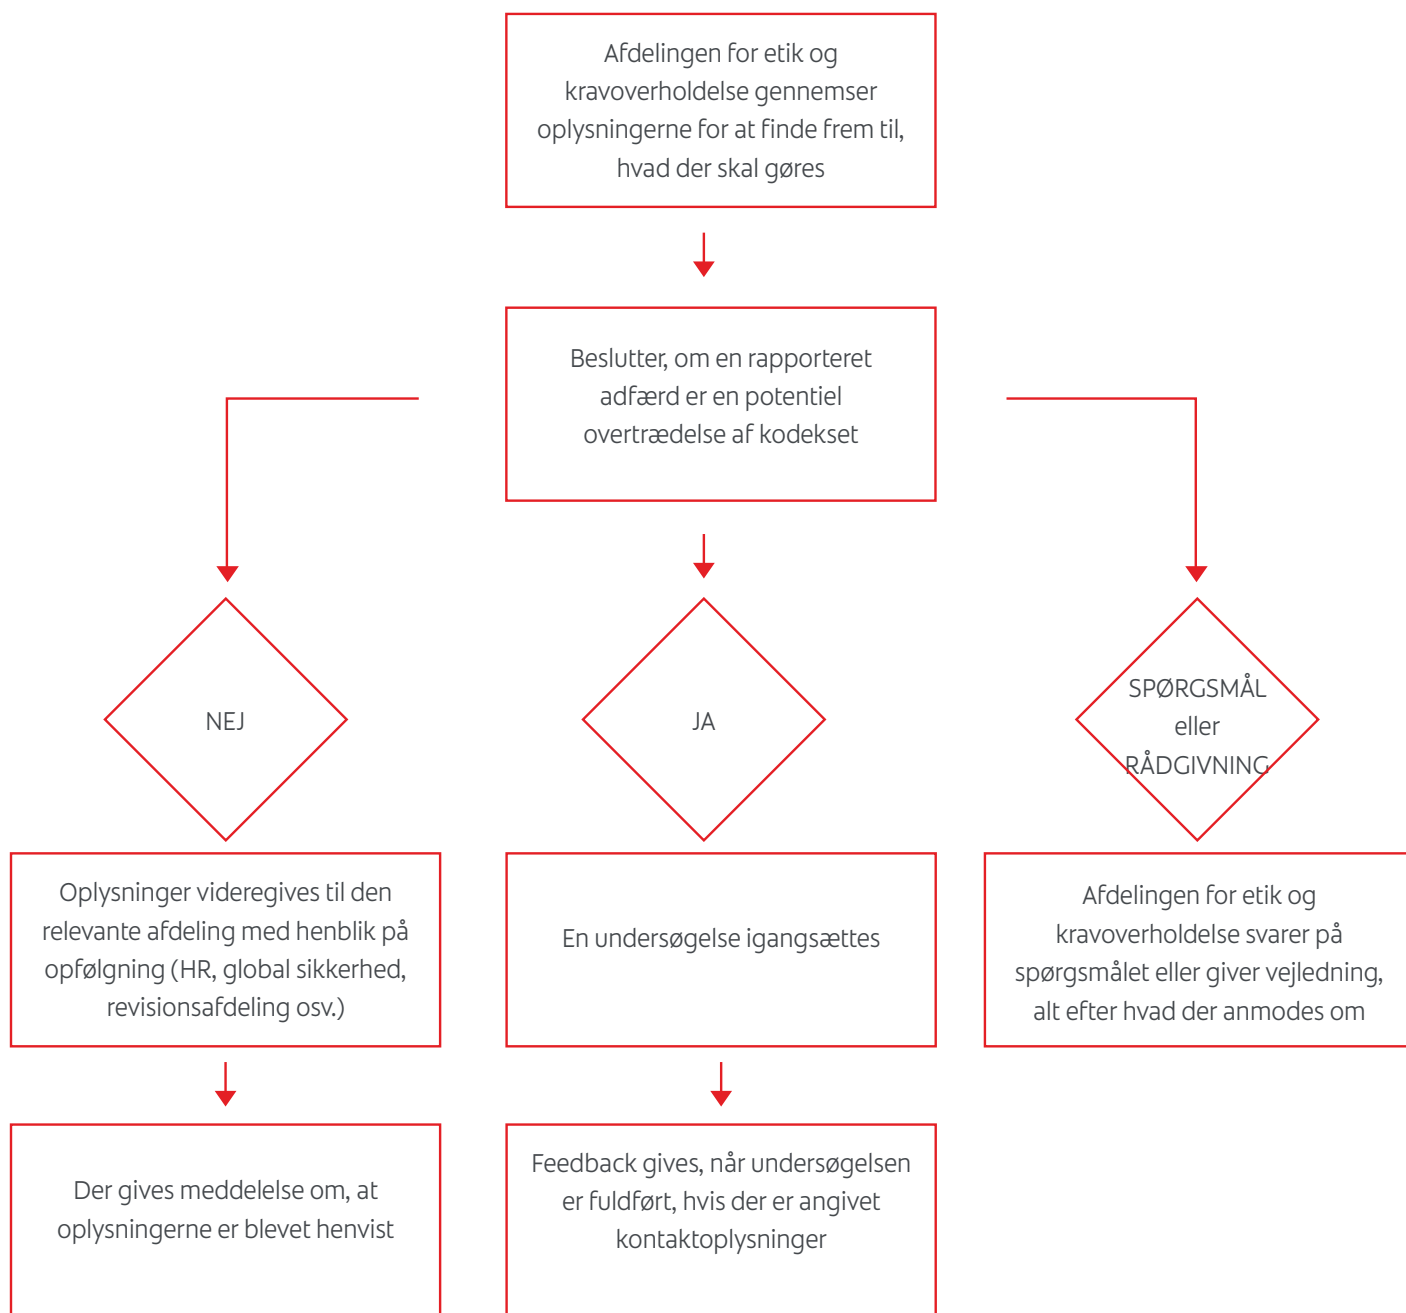 Afdelingen for etik og
kravoverholdelse gennemser
oplysningerne for at finde frem til,
hvad der skal gøres
Beslutter, om en rapporteret
adfærd er en potentiel
overtrædelse af kodekset
NEJ
JA
SPØRGSMÅL
eller
RÅDGIVNING
Oplysninger videregives til den
relevante afdeling med henblik på
opfølgning (HR, global sikkerhed,
revisionsafdeling osv.)
En undersøgelse igangsættes
Afdelingen for etik og
kravoverholdelse svarer på
spørgsmålet eller giver vejledning,
alt efter hvad der anmodes om
Der gives meddelelse om, at
oplysningerne er blevet henvist
Feedback gives, når undersøgelsen
er fuldført, hvis der er angivet
kontaktoplysninger